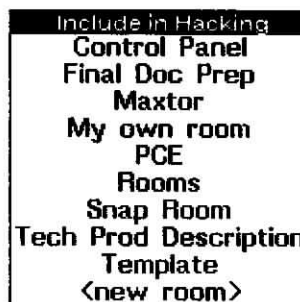 Include in Hacking
Control Panel
Final Doc Prep
Maxtor
My own room
PCE
Rooms
Snap Room
Tech Prod Description
Template
<new room>